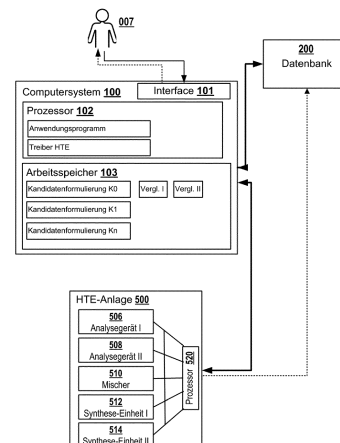 007
200
Datenbank
Computersystem 100
Interface 101
Prozessor 102
Anwendungsprogramm
Treiber HTE
Arbeitsspeicher 103
Kandidatenformulierung K0
Vergl. I
Vergl. II
Kandidatenformulierung K1
Kandidatenformulierung Kn
HTE-Anlage 500
506
Analysegerät I
508
Analysegerät II
510
Mischer
512
Synthese-Einheit I
514
Synthese-Einheit II
Prozessor 520